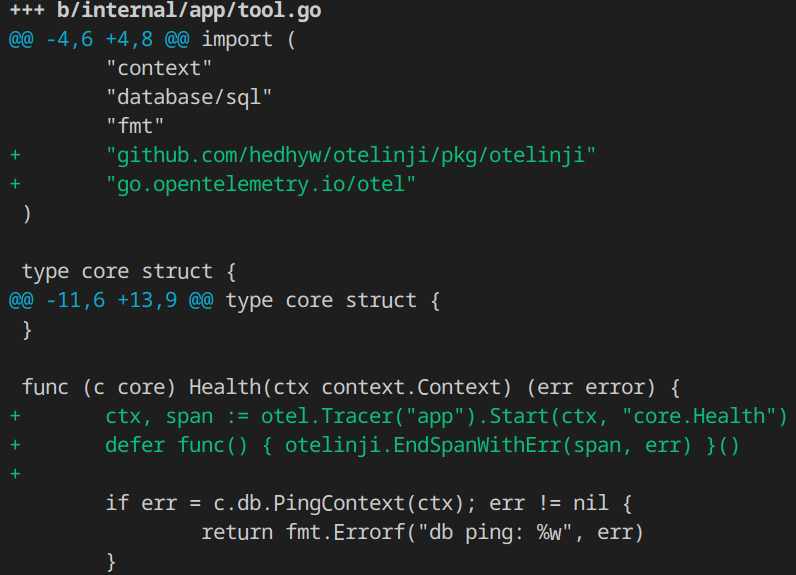 +++ b/internal/app/tool.go
@@ -4,6 +4,8 @@ import (
        "context"
        "database/sql"
        "fmt"
+       "github.com/hedhyw/otelinji/pkg/otelinji"
+       "go.opentelemetry.io/otel"
 )
 type core struct {
@@ -11,6 +13,9 @@ type core struct {
 }
 func (c core) Health(ctx context.Context) (err error) {
+       ctx, span := otel.Tracer("app").Start(ctx, "core.Health")
+       defer func() { otelinji.EndSpanWithErr(span, err) }()
+
        if err = c.db.PingContext(ctx); err != nil {
                return fmt.Errorf("db ping: %w", err)
        }